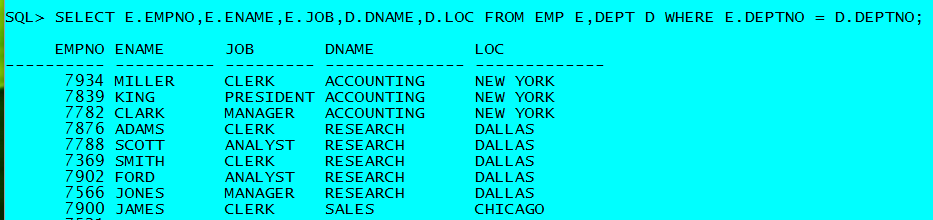 SQL> SELECT E.EMPNO,E.ENAME,E.JOB,D.DNAME,D.LOC FROM EMP E,DEPT D WHERE E.DEPTNO = D.DEPTNO;
EMPNO ENAME JOB DNAME LOC
---------- ---------- --------- -------------- -------------
7934 MILLER CLERK ACCOUNTING NEW YORK
7839 KING PRESIDENT ACCOUNTING NEW YORK
7782 CLARK MANAGER ACCOUNTING NEW YORK
7876 ADAMS CLERK RESEARCH DALLAS
7788 SCOTT ANALYST RESEARCH DALLAS
7369 SMITH CLERK RESEARCH DALLAS
7902 FORD ANALYST RESEARCH DALLAS
7566 JONES MANAGER RESEARCH DALLAS
7900 JAMES CLERK SALES CHICAGO